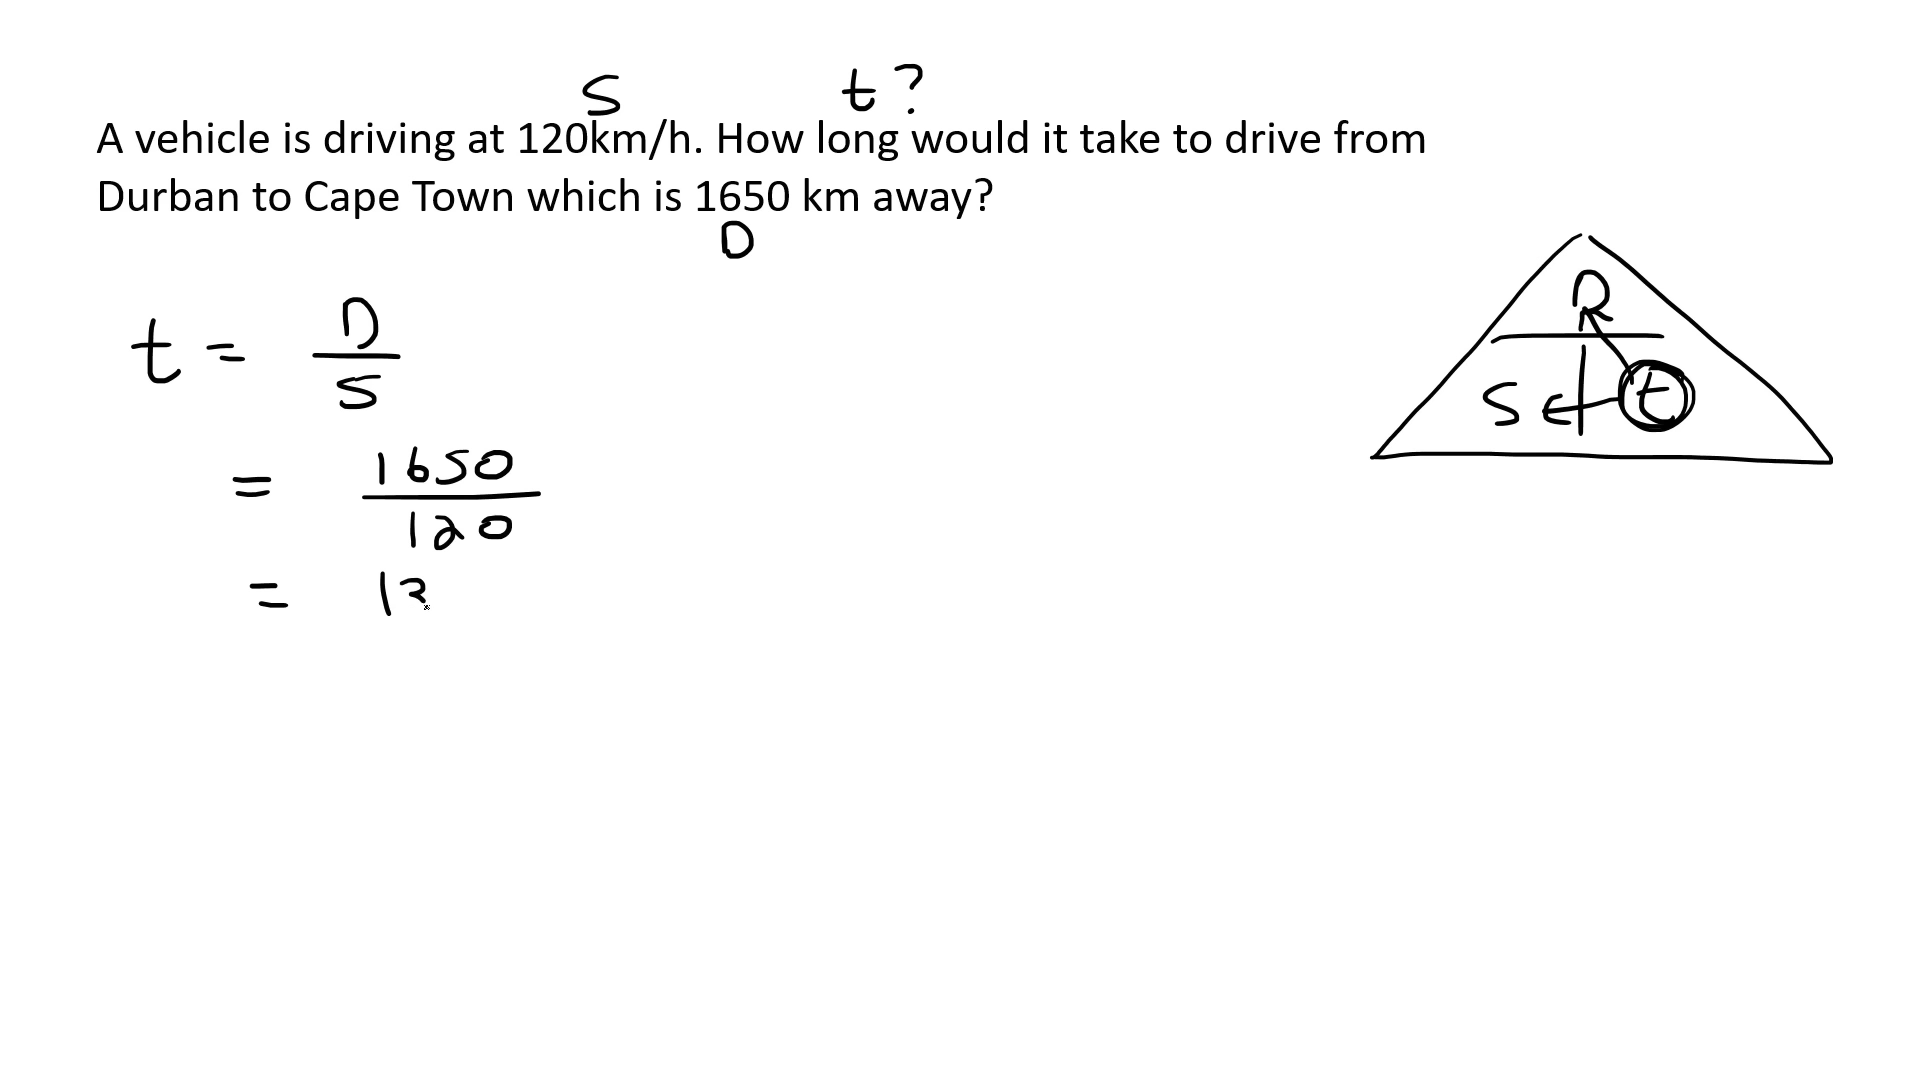 S t?
A vehicle is driving at 120km/h. How long would it take to drive from
Durban to Cape Town which is 1650 km away?
D
t = D/S
= 1650/120
= 13
D
S t